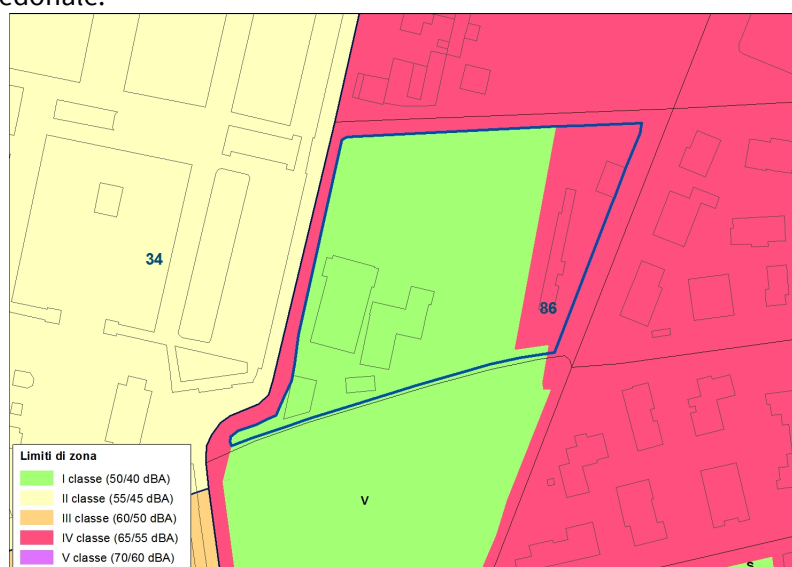 edonale.
34
86
V
Limiti di zona
I classe (50/40 dBA)
II classe (55/45 dBA)
III classe (60/50 dBA)
IV classe (65/55 dBA)
V classe (70/60 dBA)
S